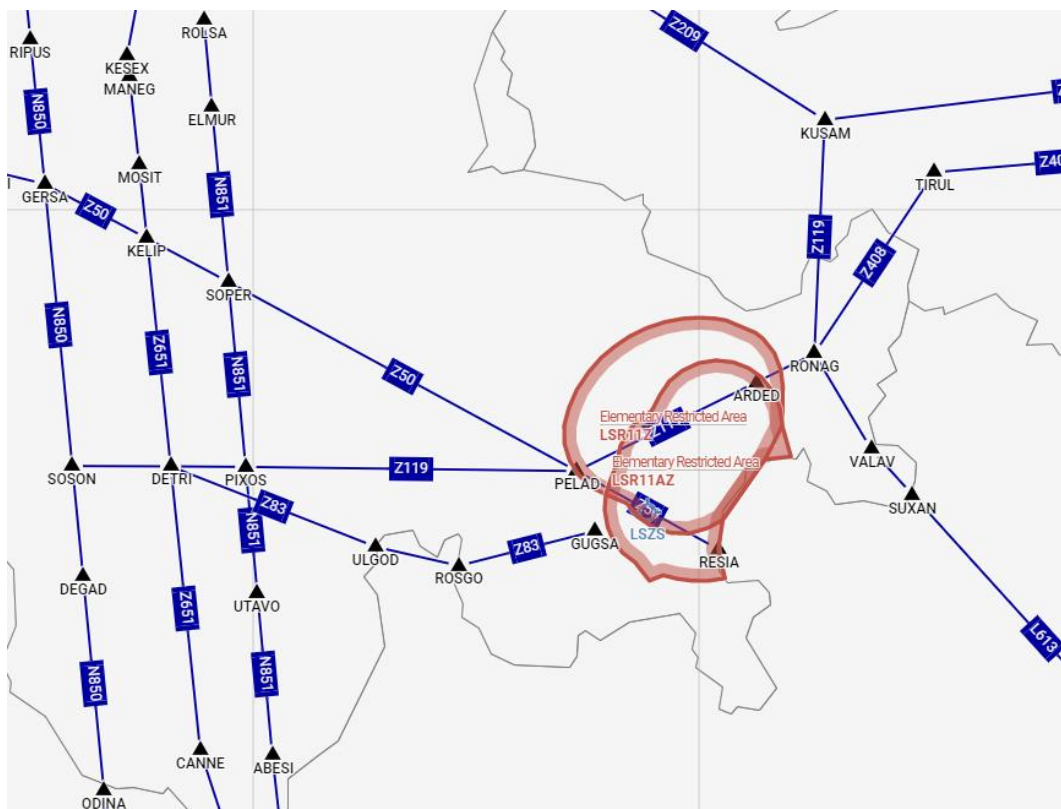 ROLSA
Z209
RIPUS
KESEX
MANEG
N850
ELMUR
KUSAM
MOSIT
Z40
TIRUL
GERSA
N851
Z50
KELIP
Z119
Z408
SOPER
N850
Z651
RONAG
N851
Z50
ARDED
Elementary Restricted Area
LSR11Z
VALAV
Elementary Restricted Area
Z119
SOSON
DETRI
PIXOS
PELAD
LSR11AZ
SUXAN
Z83
N851
LSZS
GUGSA
Z83
ULGOD
ROSGO
RESIA
DEGAD
UTAVO
Z651
L613
N850
N851
CANNE
ABESI
ODINA